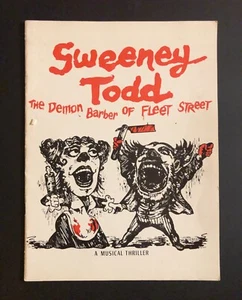 Sweeney
Todd
THE DEMON BARBER OF FLEET STREET
A MUSICAL THRILLER